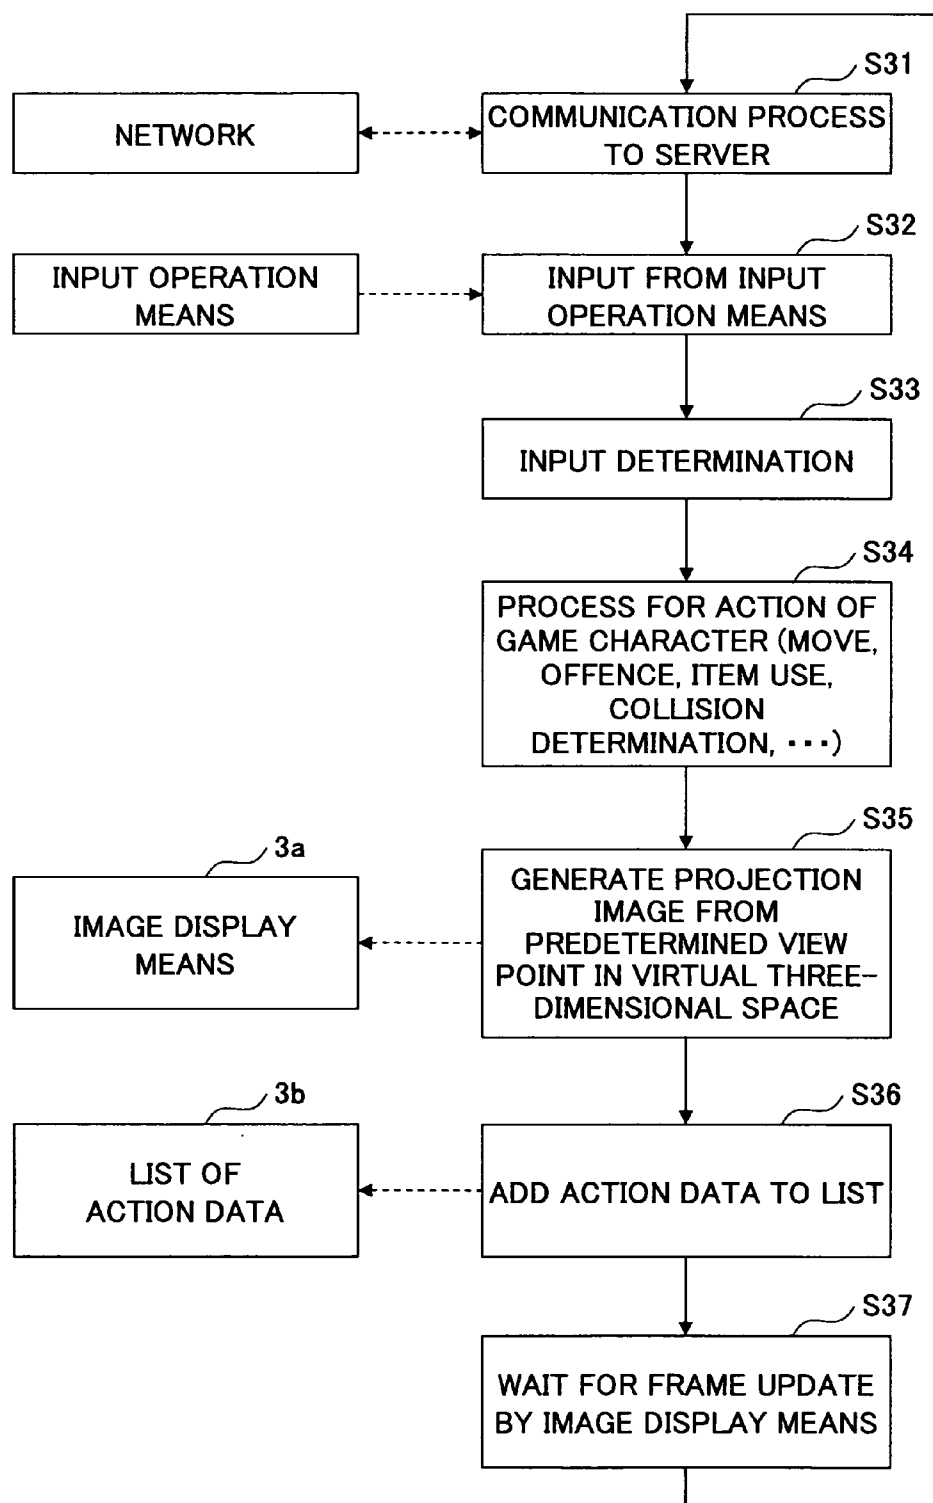 S31
NETWORK
COMMUNICATION PROCESS
TO SERVER
S32
INPUT OPERATION
MEANS
INPUT FROM INPUT
OPERATION MEANS
S33
INPUT DETERMINATION
S34
PROCESS FOR ACTION OF
GAME CHARACTER (MOVE,
OFFENCE, ITEM USE,
COLLISION
DETERMINATION, ･･･)
S35
3a
IMAGE DISPLAY
MEANS
GENERATE PROJECTION
IMAGE FROM
PREDETERMINED VIEW
POINT IN VIRTUAL THREE-
DIMENSIONAL SPACE
S36
3b
LIST OF
ACTION DATA
ADD ACTION DATA TO LIST
S37
WAIT FOR FRAME UPDATE
BY IMAGE DISPLAY MEANS